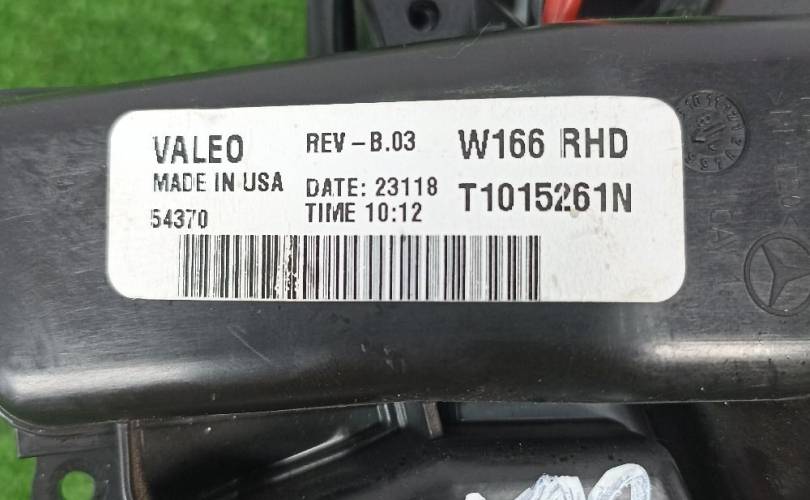 VALEO
REV-B.03
W166 RHD
MADE IN USA
DATE: 23118
T1015261N
54370
TIME 10:12